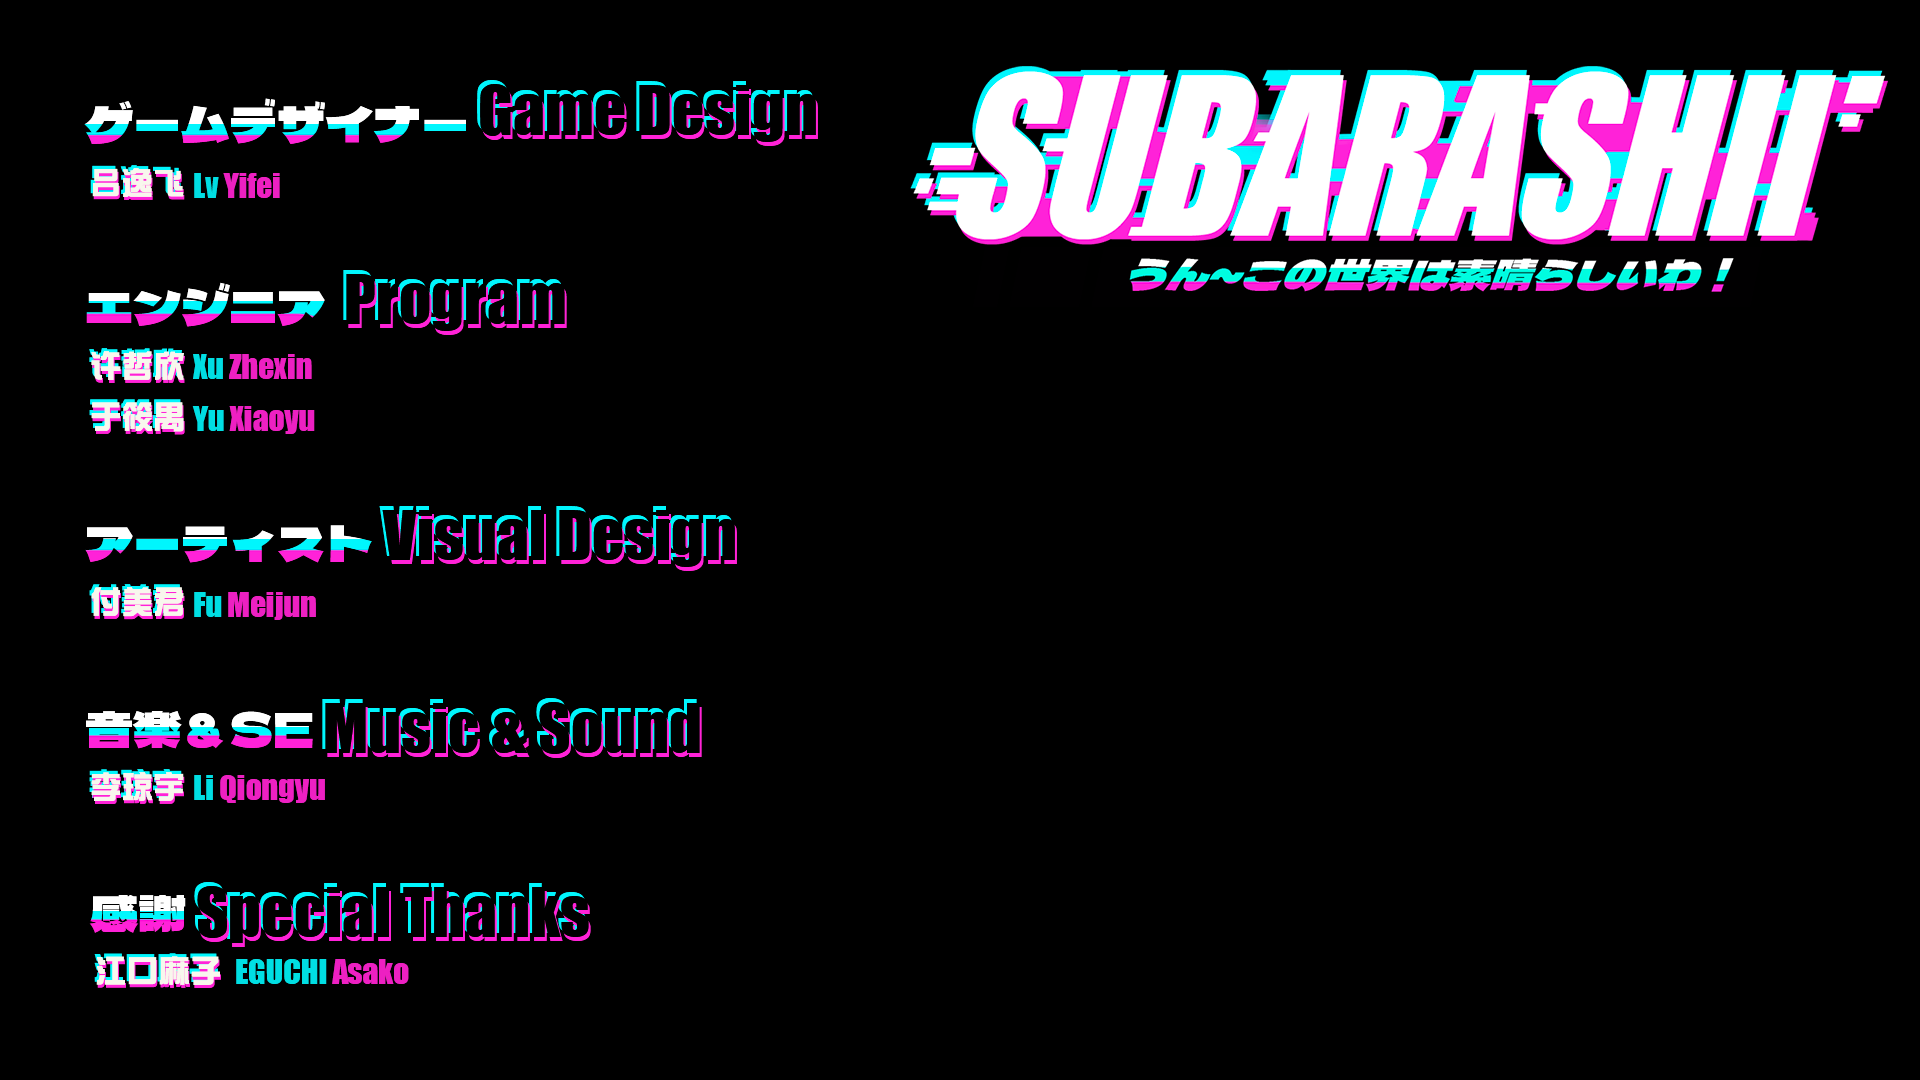 ゲームデザイナー Game Design
吕逸飞 Lv Yifei
エンジニア Program
许哲欣 Xu Zhexin
于筱禺 Yu Xiaoyu
アーティスト Visual Design
付美君 Fu Meijun
音楽&SE Music & Sound
李琼宇 Li Qiongyu
感謝 Special Thanks
江口麻子 EGUCHI Asako
SUBARASHII
うん~この世界は素晴らしいわ!